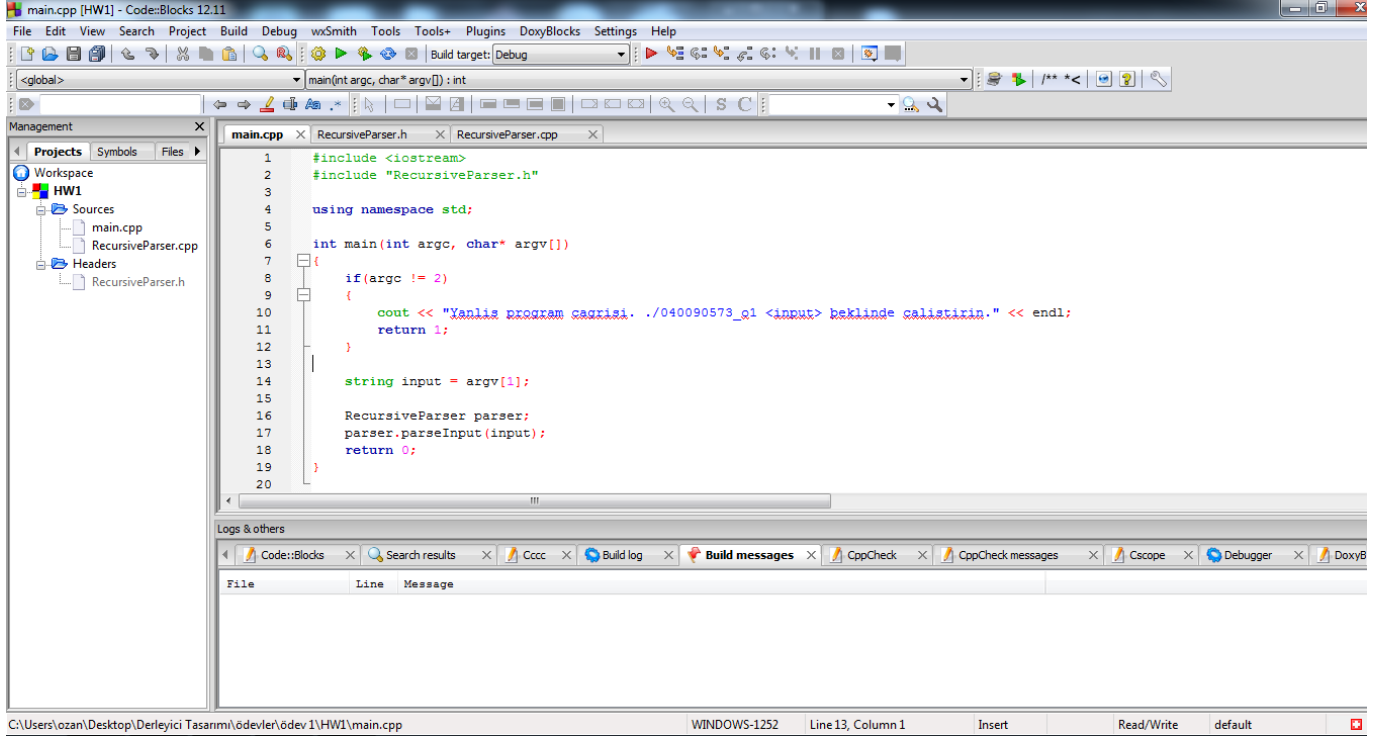 main.cpp [HW1] - Code::Blocks 12.11
File Edit View Search Project Build Debug wxSmith Tools Tools+ Plugins DoxyBlocks Settings Help
Build target: Debug
<global> main(int argc, char* argv[]) : int /** *<
S C
Management
Projects Symbols Files
Workspace
HW1
Sources
main.cpp
RecursiveParser.cpp
Headers
RecursiveParser.h
main.cpp RecursiveParser.h RecursiveParser.cpp
1 #include <iostream>
2 #include "RecursiveParser.h"
3
4 using namespace std;
5
6 int main(int argc, char* argv[])
7 {
8 if(argc != 2)
9 {
10 cout << "Yanlis program cagrisi. ./040090573_o1 <input> þeklinde calistirin." << endl;
11 return 1;
12 }
13
14 string input = argv[1];
15
16 RecursiveParser parser;
17 parser.parseInput(input);
18 return 0;
19 }
20
Logs & others
Code::Blocks Search results Cccc Build log Build messages CppCheck CppCheck messages Cscope Debugger DoxyB
File Line Message
C:\Users\ozan\Desktop\Derleyici Tasarımı\ödevler\ödev 1\HW1\main.cpp WINDOWS-1252 Line 13, Column 1 Insert Read/Write default